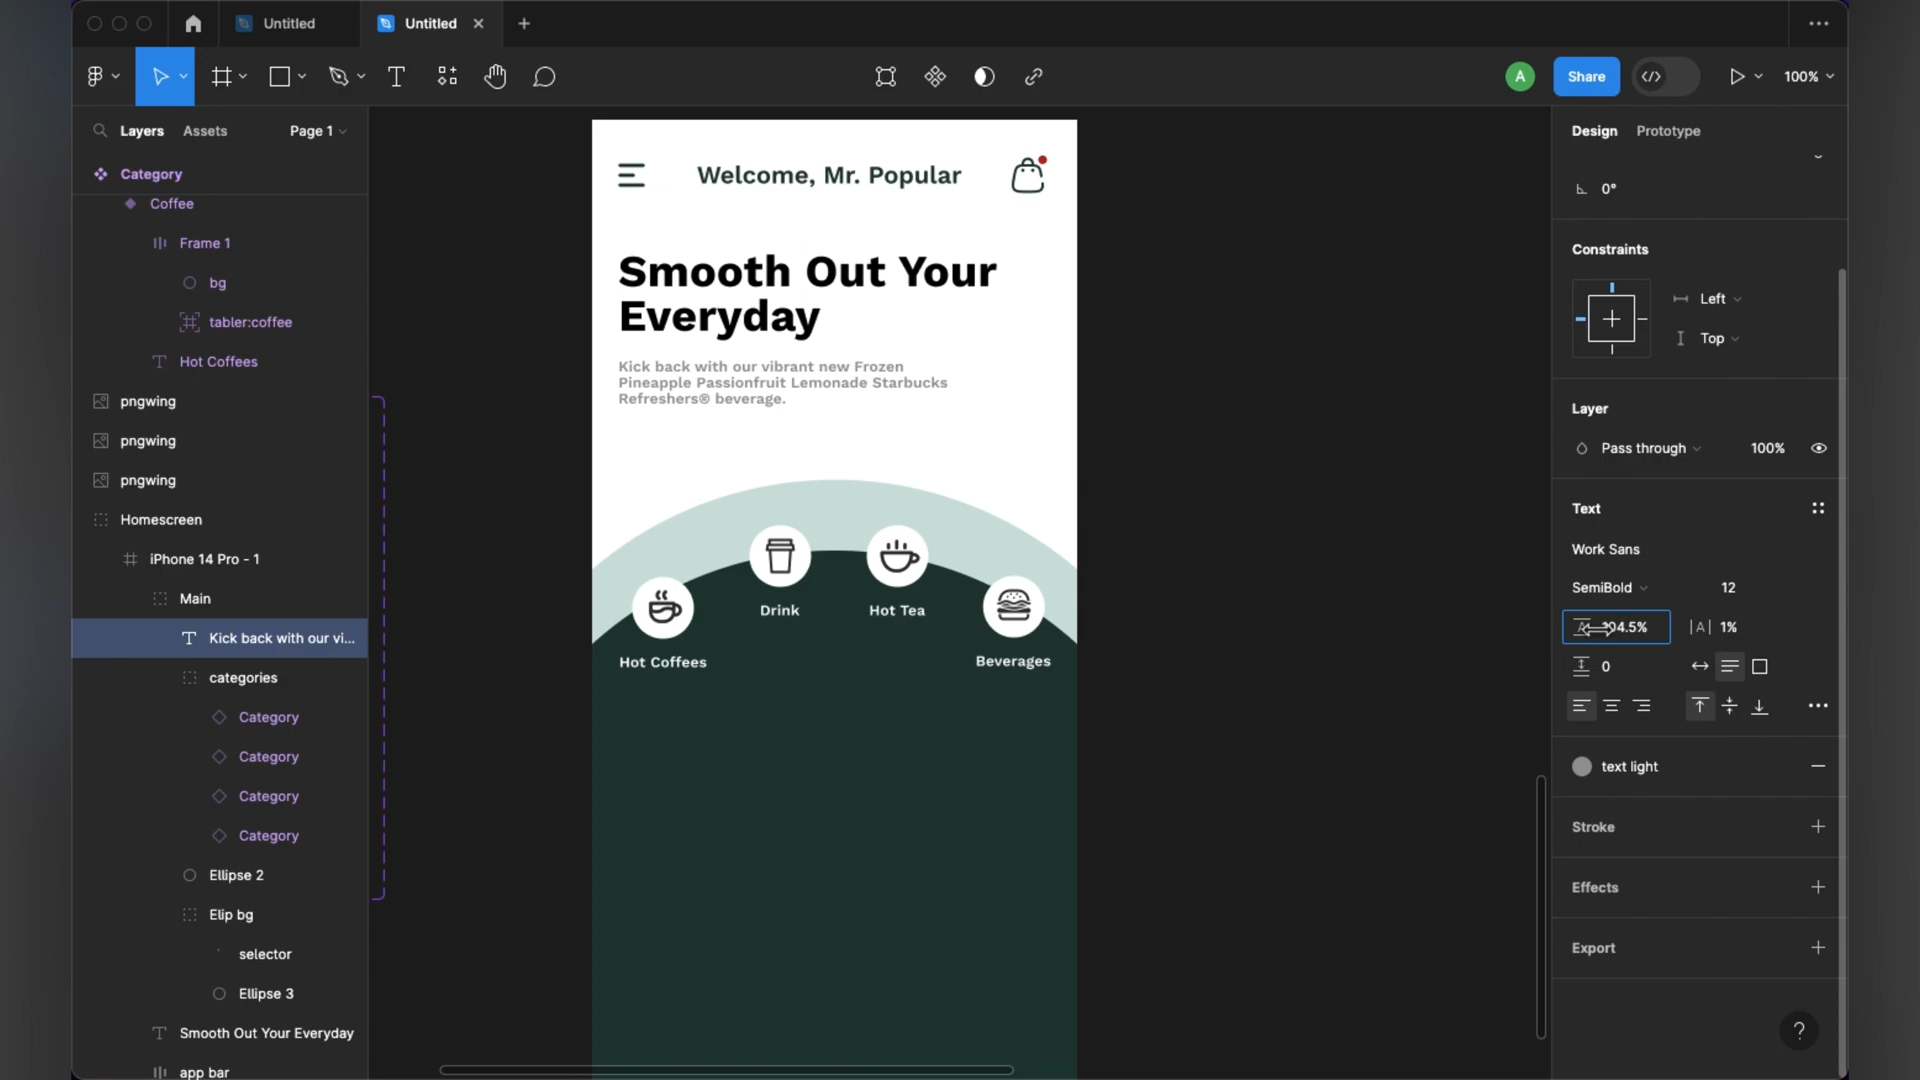 Untitled
Untitled
A
Share
100%
Layers
Assets
Page 1
Category
Coffee
Frame 1
bg
tabler:coffee
Hot Coffees
pngwing
pngwing
pngwing
Homescreen
iPhone 14 Pro - 1
Main
Kick back with our vi...
categories
Category
Category
Category
Category
Ellipse 2
Elip bg
selector
Ellipse 3
Smooth Out Your Everyday
app bar
Welcome, Mr. Popular
Smooth Out Your
Everyday
Kick back with our vibrant new Frozen
Pineapple Passionfruit Lemonade Starbucks
Refreshers® beverage.
Drink
Hot Tea
Hot Coffees
Beverages
Design
Prototype
0°
Constraints
Left
Top
Layer
Pass through
100%
Text
Work Sans
SemiBold
12
1%
0
text light
Stroke
Effects
Export
?